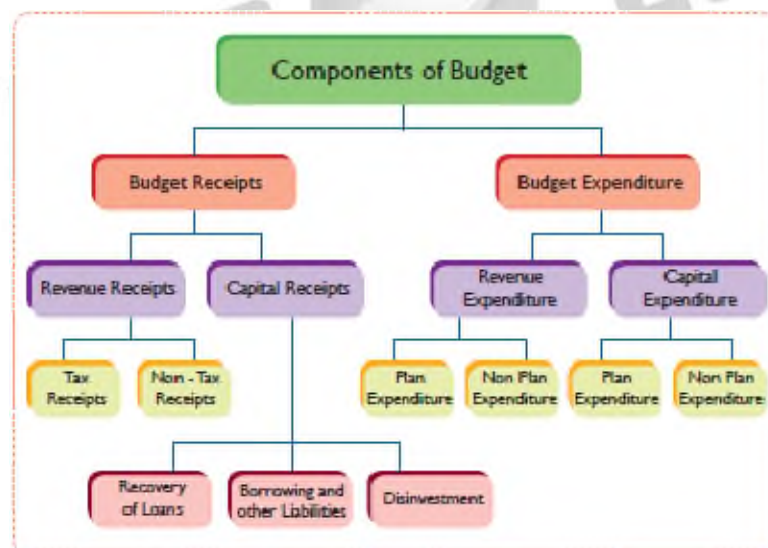 Components of Budget
Budget Receipts
Budget Expenditure
Revenue Receipts
Capital Receipts
Revenue
Expenditure
Capital
Expenditure
Tax
Receipts
Non - Tax
Receipts
Plan
Expenditure
Non Plan
Expenditure
Plan
Expenditure
Non Plan
Expenditure
Recovery
of Loans
Borrowing and
other Liabilities
Disinvestment